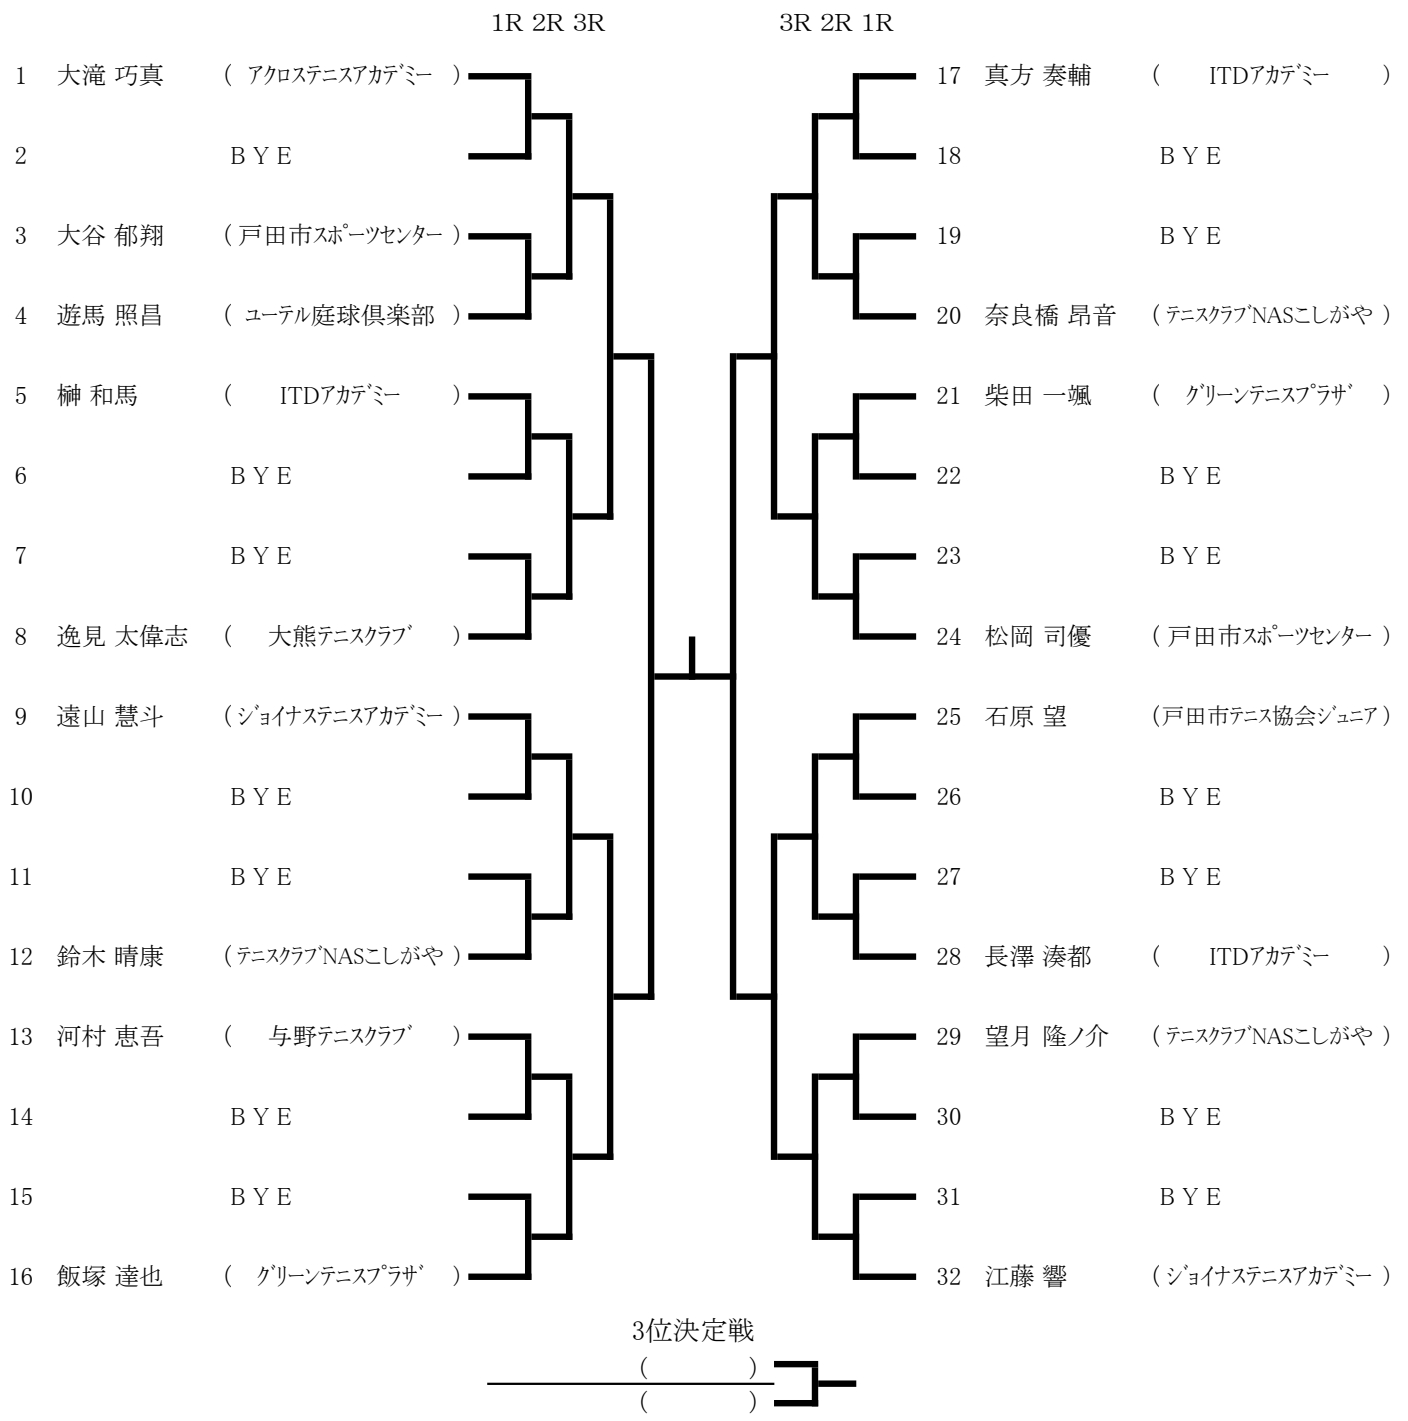 1R 2R 3R
3R 2R 1R
1 大滝 巧真 ( アクロステニスアカデミー )
2 BYE
3 大谷 郁翔 ( 戸田市スポーツセンター )
4 遊馬 照昌 ( ユーテル庭球倶楽部 )
5 榊 和馬 ( ITDアカデミー )
6 BYE
7 BYE
8 逸見 太偉志 ( 大熊テニスクラブ )
9 遠山 慧斗 ( ジョイナステニスアカデミー )
10 BYE
11 BYE
12 鈴木 晴康 ( テニスクラブNASこしがや )
13 河村 恵吾 ( 与野テニスクラブ )
14 BYE
15 BYE
16 飯塚 達也 ( グリーンテニスプラザ )
17 真方 奏輔 ( ITDアカデミー )
18 BYE
19 BYE
20 奈良橋 昂音 ( テニスクラブNASこしがや )
21 柴田 一颯 ( グリーンテニスプラザ )
22 BYE
23 BYE
24 松岡 司優 ( 戸田市スポーツセンター )
25 石原 望 ( 戸田市テニス協会ジュニア )
26 BYE
27 BYE
28 長澤 湊都 ( ITDアカデミー )
29 望月 隆ノ介 ( テニスクラブNASこしがや )
30 BYE
31 BYE
32 江藤 響 ( ジョイナステニスアカデミー )
3位決定戦
( )
( )